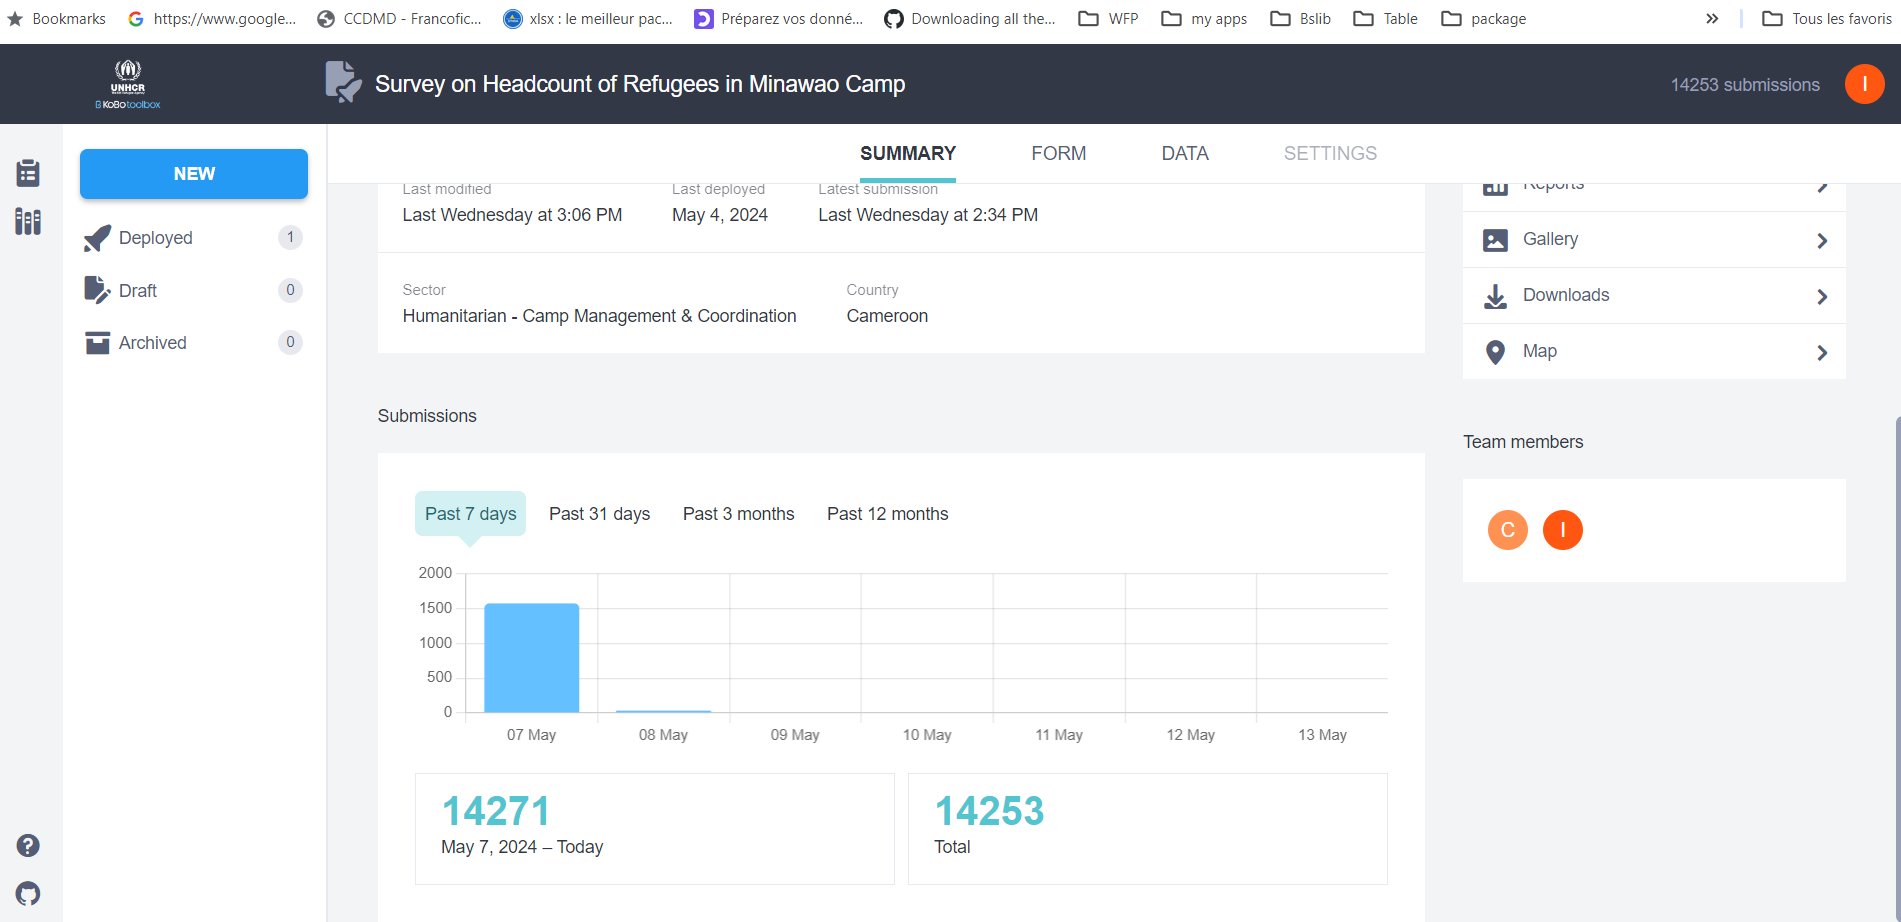 Bookmarks https://www.google... CCDMD - Francofic... xlsx : le meilleur pac... Préparez vos donné... Downloading all the... WFP my apps Bslib Table package » Tous les favoris
UNHCR
KoBotoolbox
Survey on Headcount of Refugees in Minawao Camp
14253 submissions
I
NEW
Deployed 1
Draft 0
Archived 0
SUMMARY FORM DATA SETTINGS
Last modified Last deployed Latest submission
Last Wednesday at 3:06 PM May 4, 2024 Last Wednesday at 2:34 PM
Sector Country
Humanitarian - Camp Management & Coordination Cameroon
Reports
Gallery
Downloads
Map
Submissions
Team members
C I
Past 7 days Past 31 days Past 3 months Past 12 months
2000
1500
1000
500
0
07 May 08 May 09 May 10 May 11 May 12 May 13 May
14271
May 7, 2024 – Today
14253
Total